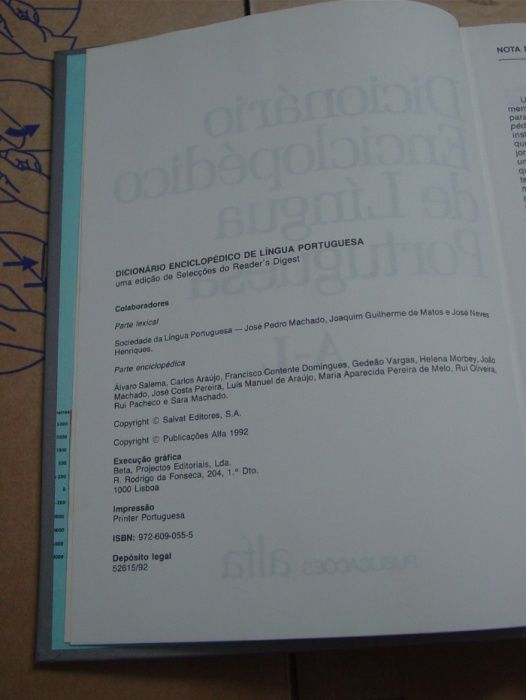 DICIONÁRIO ENCICLOPÉDICO DE LÍNGUA PORTUGUESA
uma edição de Selecções do Reader's Digest
Colaboradores
Parte lexical
Sociedade da Língua Portuguesa — José Pedro Machado, Joaquim Guilherme de Matos e José Neves
Henriques.
Parte enciclopédica
Álvaro Salema, Carlos Araújo, Francisco Contente Domingues, Gedeão Vargas, Helena Morbey, João
Machado, José Costa Pereira, Luís Manuel de Araújo, Maria Aparecida Pereira de Melo, Rui Oliveira,
Rui Pacheco e Sara Machado.
Copyright © Salvat Editores, S.A.
Copyright © Publicações Alfa 1992
Execução gráfica
Beta, Projectos Editoriais, Lda.
R. Rodrigo da Fonseca, 204, 1.º Dto.
1000 Lisboa
Impressão
Printer Portuguesa
ISBN: 972-609-055-5
Depósito legal
52615/92
Dicionário
Enciclopédico
de Língua
Portuguesa
A-L
PUBLICAÇÕES alfa
NOTA